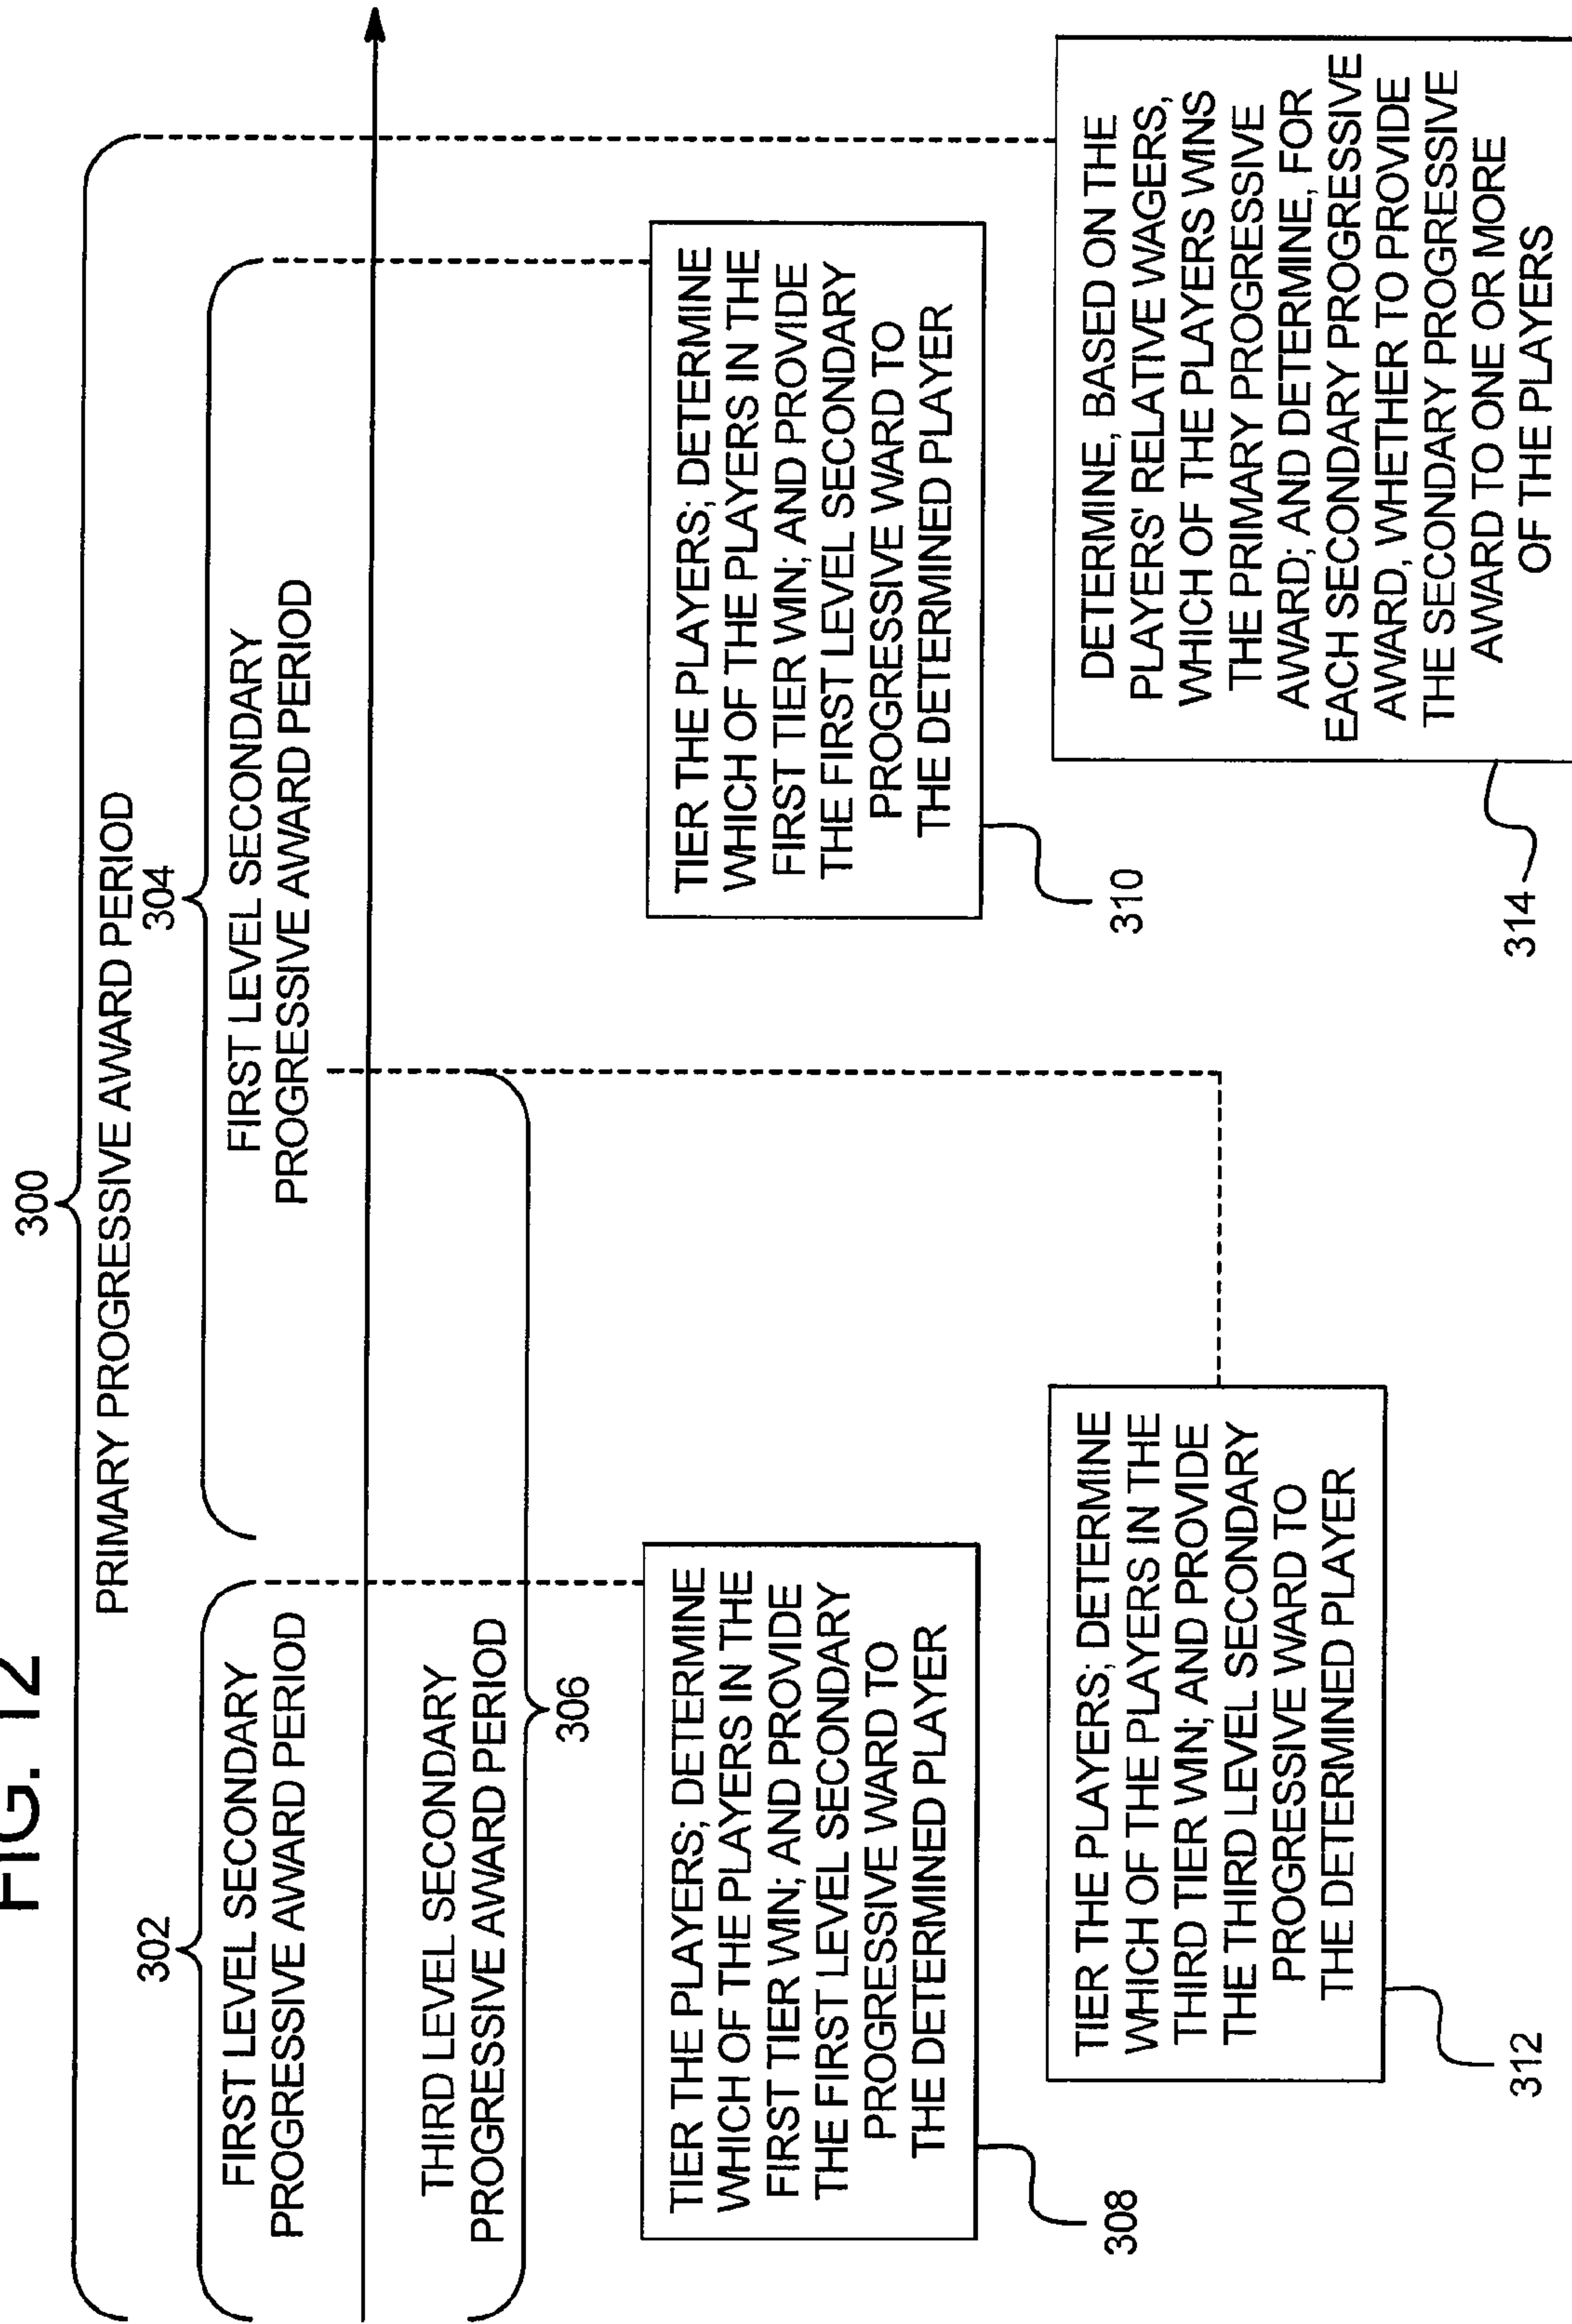 FIG. 12
300
PRIMARY PROGRESSIVE AWARD PERIOD
302
FIRST LEVEL SECONDARY
PROGRESSIVE AWARD PERIOD
304
FIRST LEVEL SECONDARY
PROGRESSIVE AWARD PERIOD
THIRD LEVEL SECONDARY
PROGRESSIVE AWARD PERIOD
306
TIER THE PLAYERS; DETERMINE
WHICH OF THE PLAYERS IN THE
FIRST TIER WIN; AND PROVIDE
THE FIRST LEVEL SECONDARY
PROGRESSIVE WARD TO
THE DETERMINED PLAYER
308
TIER THE PLAYERS; DETERMINE
WHICH OF THE PLAYERS IN THE
FIRST TIER WIN; AND PROVIDE
THE FIRST LEVEL SECONDARY
PROGRESSIVE WARD TO
THE DETERMINED PLAYER
310
TIER THE PLAYERS; DETERMINE
WHICH OF THE PLAYERS IN THE
THIRD TIER WIN; AND PROVIDE
THE THIRD LEVEL SECONDARY
PROGRESSIVE WARD TO
THE DETERMINED PLAYER
312
DETERMINE, BASED ON THE
PLAYERS' RELATIVE WAGERS,
WHICH OF THE PLAYERS WINS
THE PRIMARY PROGRESSIVE
AWARD; AND DETERMINE, FOR
EACH SECONDARY PROGRESSIVE
AWARD, WHETHER TO PROVIDE
THE SECONDARY PROGRESSIVE
AWARD TO ONE OR MORE
OF THE PLAYERS
314